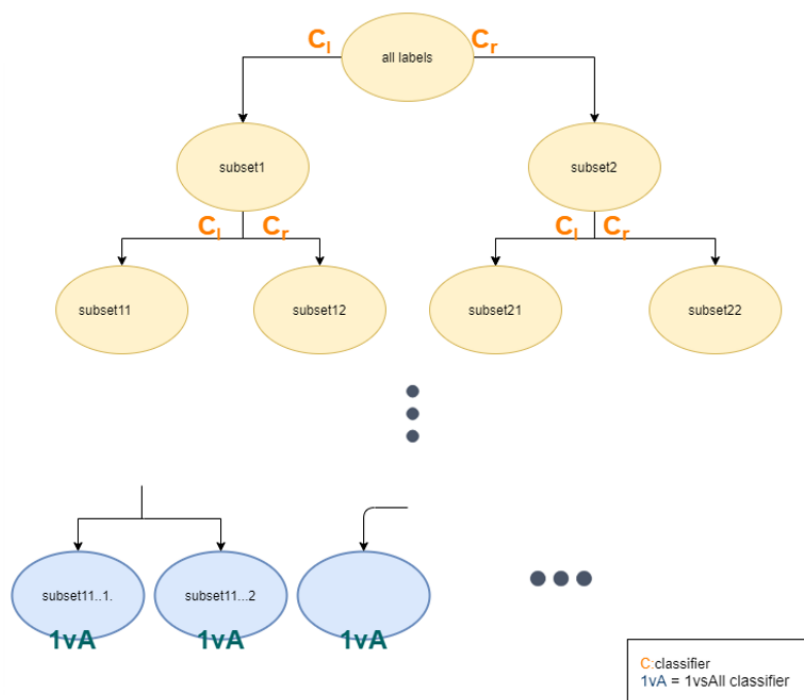 Cl
all labels
Cr
subset1
subset2
Cl
Cr
Cl
Cr
subset11
subset12
subset21
subset22
subset11..1.
subset11...2
1vA
1vA
1vA
C:classifier
1vA = 1vsAll classifier